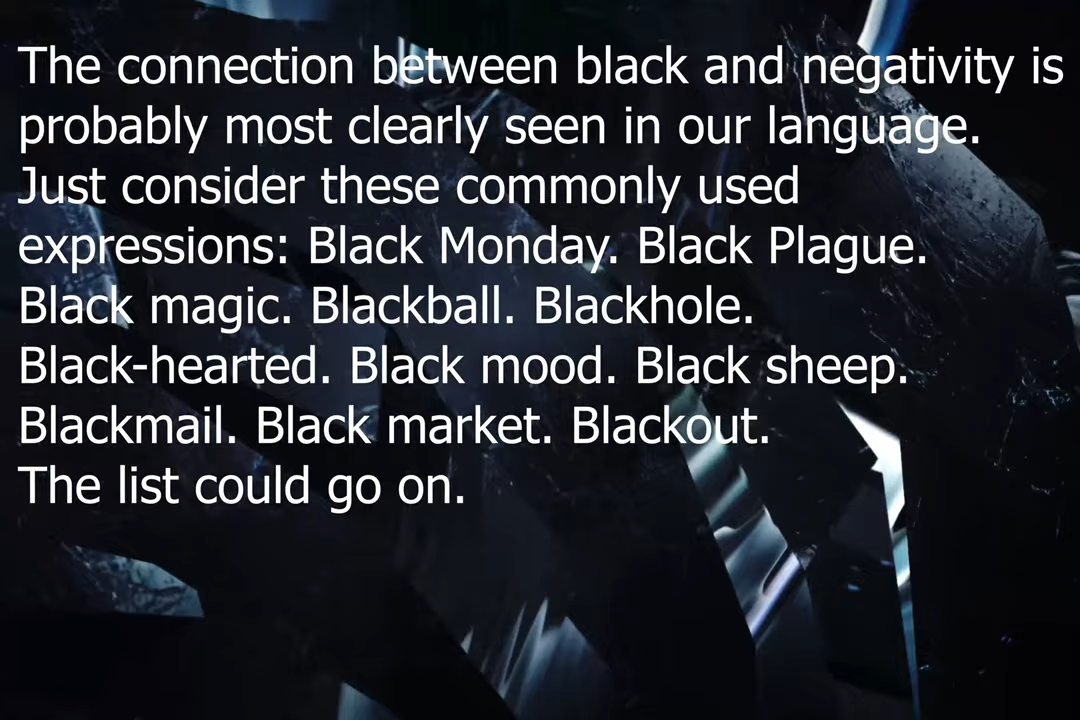 The connection between black and negativity is
probably most clearly seen in our language.
Just consider these commonly used
expressions: Black Monday. Black Plague.
Black magic. Blackball. Blackhole.
Black-hearted. Black mood. Black sheep.
Blackmail. Black market. Blackout.
The list could go on.